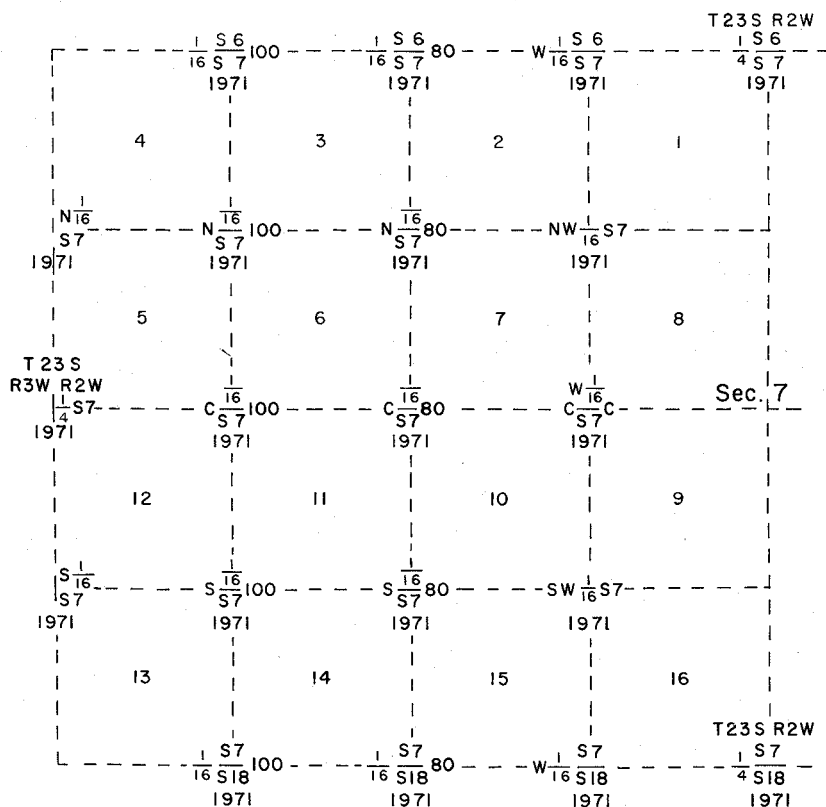 T23S R2W
1/16 S6/S7 100 1/16 S6/S7 80 W 1/16 S6/S7 1/4 S6/S7
1971 1971 1971 1971
4 3 2 1
N 1/16 S7 N 1/16 S7 100 N 1/16 S7 80 NW 1/16 S7
1971 1971 1971 1971
5 6 7 8
T23S
R3W R2W
1/4 S7 C 1/16 S7 100 C 1/16 S7 80 C W 1/16 S7 C Sec. 7
1971 1971 1971 1971
12 11 10 9
S 1/16 S7 S 1/16 S7 100 S 1/16 S7 80 SW 1/16 S7
1971 1971 1971 1971
13 14 15 16
T23S R2W
1/16 S7/S18 100 1/16 S7/S18 80 W 1/16 S7/S18 1/4 S7/S18
1971 1971 1971 1971